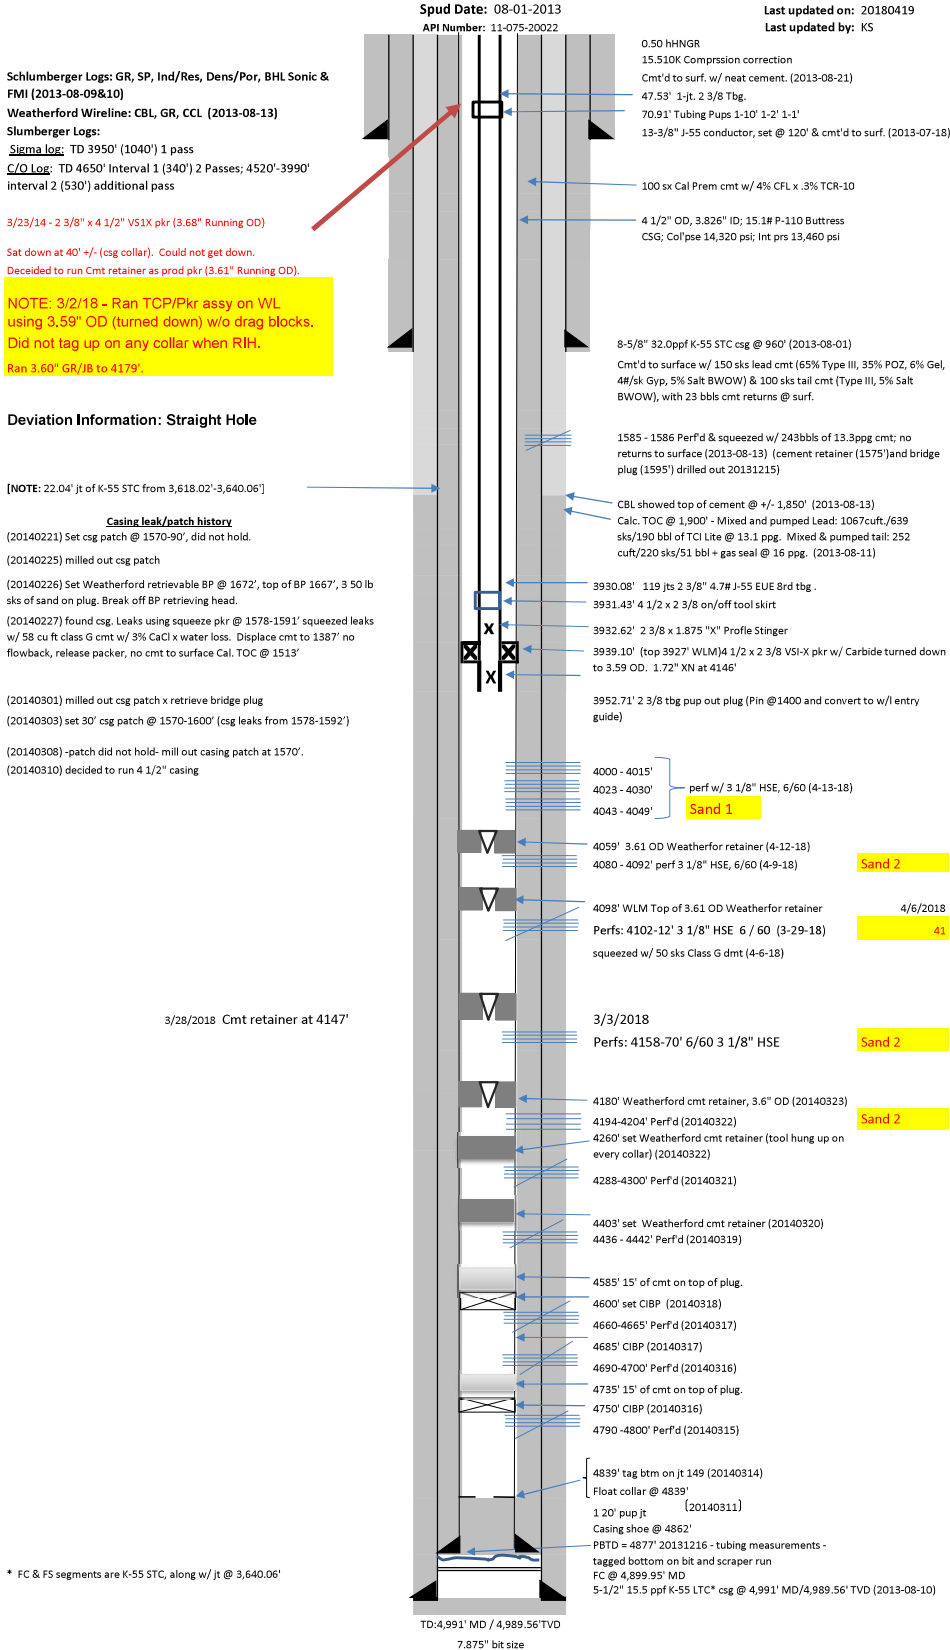 Spud Date: 08-01-2013
API Number: 11-075-20022
Last updated on: 20180419
Last updated by: KS
Schlumberger Logs: GR, SP, Ind/Res, Dens/Por, BHL Sonic &
FMI (2013-08-09&10)
Weatherford Wireline: CBL, GR, CCL (2013-08-13)
Slumberger Logs:
Sigma log: TD 3950' (1040') 1 pass
C/O Log: TD 4650' Interval 1 (340') 2 Passes; 4520'-3990'
interval 2 (530') additional pass
3/23/14 - 2 3/8" x 4 1/2" VS1X pkr (3.68" Running OD)
Sat down at 40' +/- (csg collar). Could not get down.
Deceided to run Cmt retainer as prod pkr (3.61" Running OD).
NOTE: 3/2/18 - Ran TCP/Pkr assy on WL
using 3.59" OD (turned down) w/o drag blocks.
Did not tag up on any collar when RIH.
Ran 3.60" GR/JB to 4179'.
Deviation Information: Straight Hole
[NOTE: 22.04' jt of K-55 STC from 3,618.02'-3,640.06']
Casing leak/patch history
(20140221) Set csg patch @ 1570-90', did not hold.
(20140225) milled out csg patch
(20140226) Set Weatherford retrievable BP @ 1672', top of BP 1667', 3 50 lb
sks of sand on plug. Break off BP retrieving head.
(20140227) found csg. Leaks using squeeze pkr @ 1578-1591' squeezed leaks
w/ 58 cu ft class G cmt w/ 3% CaCl x water loss. Displace cmt to 1387' no
flowback, release packer, no cmt to surface Cal. TOC @ 1513'
(20140301) milled out csg patch x retrieve bridge plug
(20140303) set 30' csg patch @ 1570-1600' (csg leaks from 1578-1592')
(20140308) -patch did not hold- mill out casing patch at 1570'.
(20140310) decided to run 4 1/2" casing
3/28/2018 Cmt retainer at 4147'
* FC & FS segments are K-55 STC, along w/ jt @ 3,640.06'
0.50 hHNGR
15.510K Comprssion correction
Cmt'd to surf. w/ neat cement. (2013-08-21)
47.53' 1-jt. 2 3/8 Tbg.
70.91' Tubing Pups 1-10' 1-2' 1-1'
13-3/8" J-55 conductor, set @ 120' & cmt'd to surf. (2013-07-18)
100 sx Cal Prem cmt w/ 4% CFL x .3% TCR-10
4 1/2" OD, 3.826" ID; 15.1# P-110 Buttress
CSG; Col'pse 14,320 psi; Int prs 13,460 psi
8-5/8" 32.0ppf K-55 STC csg @ 960' (2013-08-01)
Cmt'd to surface w/ 150 sks lead cmt (65% Type III, 35% POZ, 6% Gel,
4#/sk Gyp, 5% Salt BWOW) & 100 sks tail cmt (Type III, 5% Salt
BWOW), with 23 bbls cmt returns @ surf.
1585 - 1586 Perf'd & squeezed w/ 243bbls of 13.3ppg cmt; no
returns to surface (2013-08-13) (cement retainer (1575')and bridge
plug (1595') drilled out 20131215)
CBL showed top of cement @ +/- 1,850' (2013-08-13)
Calc. TOC @ 1,900' - Mixed and pumped Lead: 1067cuft./639
sks/190 bbl of TCI Lite @ 13.1 ppg. Mixed & pumped tail: 252
cuft/220 sks/51 bbl + gas seal @ 16 ppg. (2013-08-11)
3930.08' 119 jts 2 3/8" 4.7# J-55 EUE 8rd tbg .
3931.43' 4 1/2 x 2 3/8 on/off tool skirt
X
3932.62' 2 3/8 x 1.875 "X" Profle Stinger
X X
3939.10' (top 3927' WLM)4 1/2 x 2 3/8 VSI-X pkr w/ Carbide turned down
to 3.59 OD. 1.72" XN at 4146'
X
3952.71' 2 3/8 tbg pup out plug (Pin @1400 and convert to w/l entry
guide)
4000 - 4015'
4023 - 4030'
4043 - 4049'
perf w/ 3 1/8" HSE, 6/60 (4-13-18)
Sand 1
4059' 3.61 OD Weatherfor retainer (4-12-18)
4080 - 4092' perf 3 1/8" HSE, 6/60 (4-9-18)
Sand 2
4098' WLM Top of 3.61 OD Weatherfor retainer
4/6/2018
Perfs: 4102-12' 3 1/8" HSE 6 / 60 (3-29-18)
41
squeezed w/ 50 sks Class G dmt (4-6-18)
3/3/2018
Perfs: 4158-70' 6/60 3 1/8" HSE
Sand 2
4180' Weatherford cmt retainer, 3.6" OD (20140323)
4194-4204' Perf'd (20140322)
Sand 2
4260' set Weatherford cmt retainer (tool hung up on
every collar) (20140322)
4288-4300' Perf'd (20140321)
4403' set Weatherford cmt retainer (20140320)
4436 - 4442' Perf'd (20140319)
4585' 15' of cmt on top of plug.
4600' set CIBP (20140318)
4660-4665' Perf'd (20140317)
4685' CIBP (20140317)
4690-4700' Perf'd (20140316)
4735' 15' of cmt on top of plug.
4750' CIBP (20140316)
4790 -4800' Perf'd (20140315)
4839' tag btm on jt 149 (20140314)
Float collar @ 4839'
1 20' pup jt
(20140311)
Casing shoe @ 4862'
PBTD = 4877' 20131216 - tubing measurements -
tagged bottom on bit and scraper run
FC @ 4,899.95' MD
5-1/2" 15.5 ppf K-55 LTC* csg @ 4,991' MD/4,989.56' TVD (2013-08-10)
TD:4,991' MD / 4,989.56'TVD
7.875" bit size